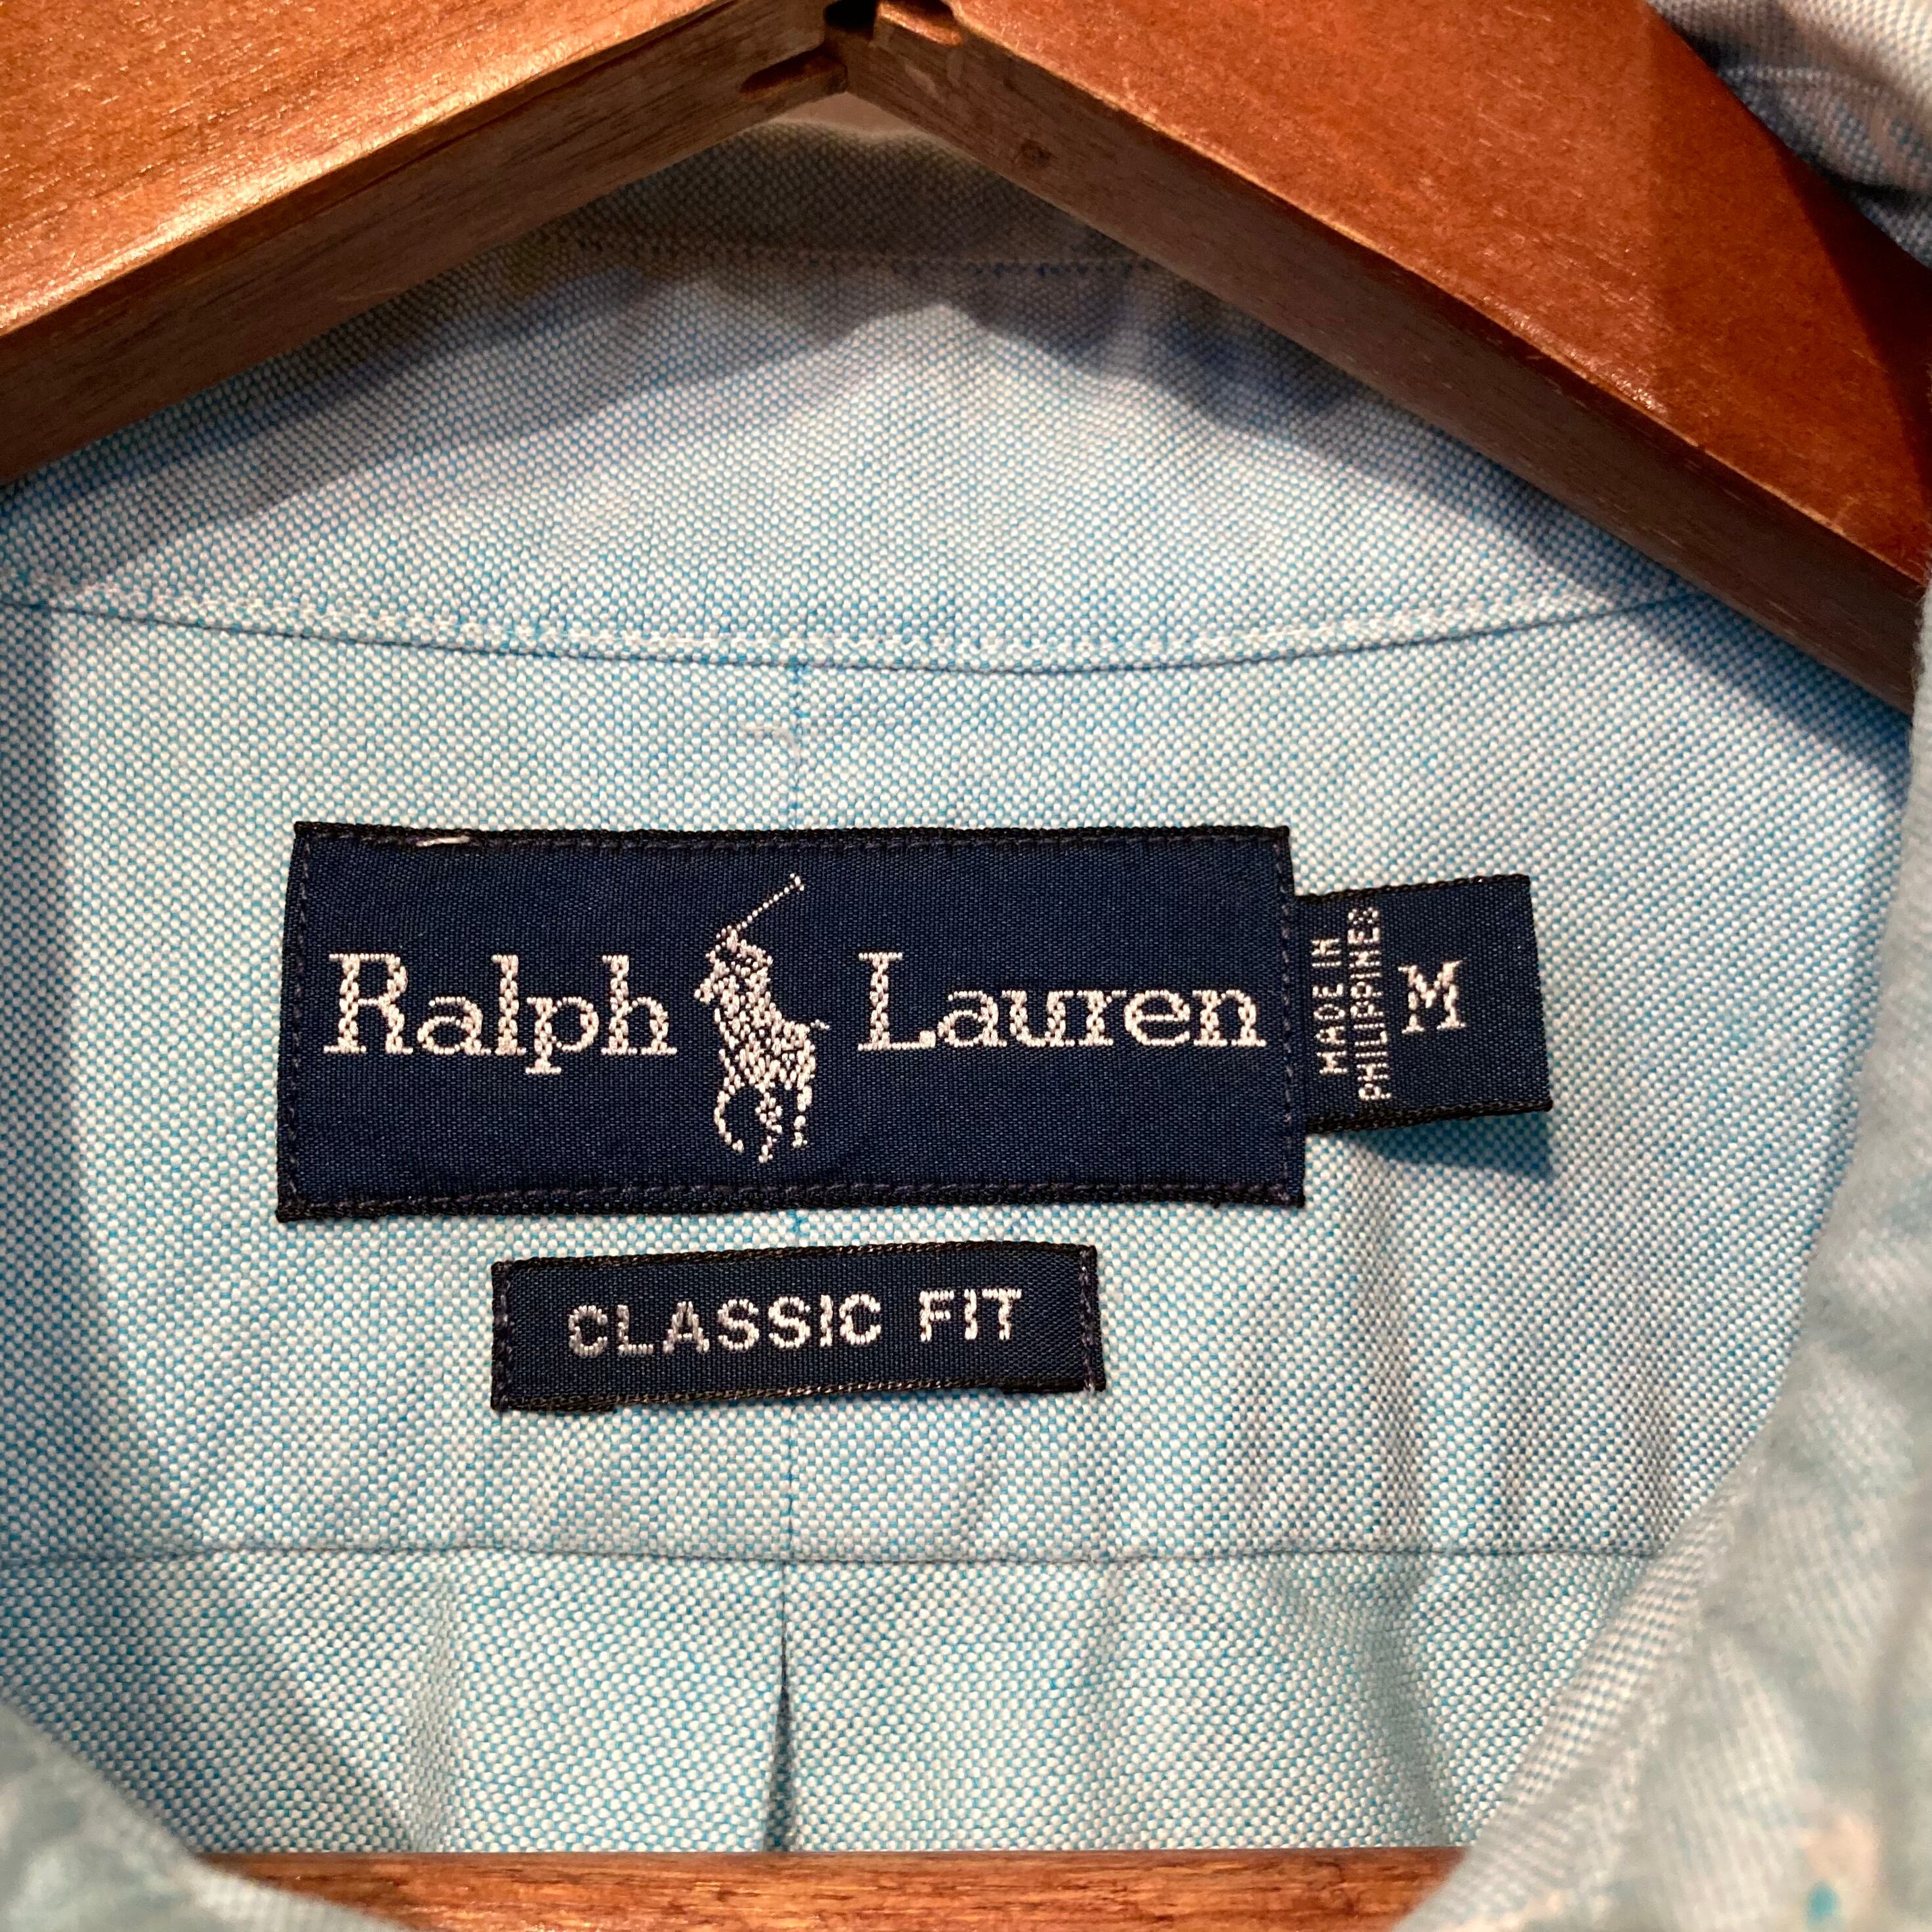 Ralph Lauren
MADE IN
PHILIPPINES
M
CLASSIC FIT